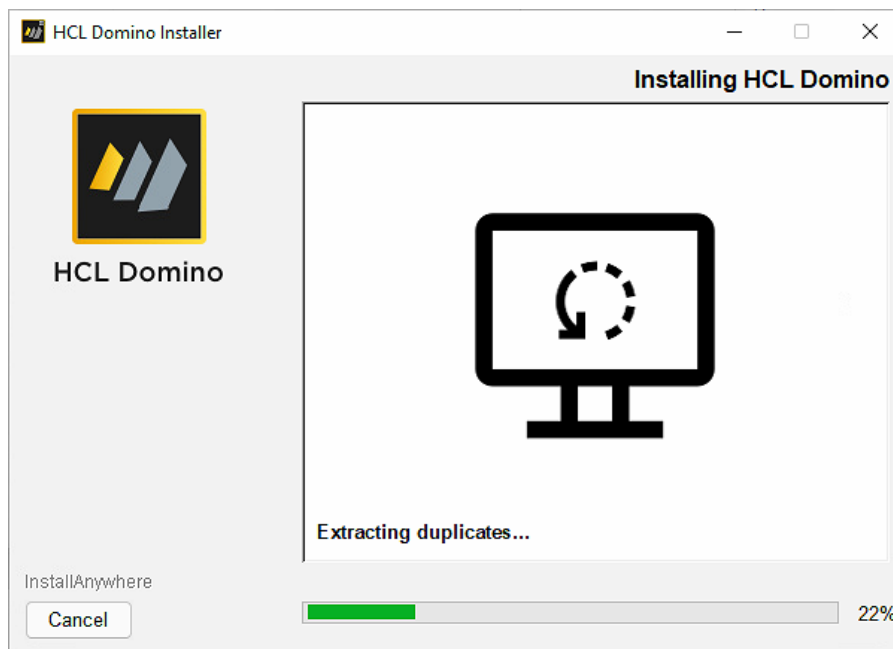 HCL Domino Installer
Installing HCL Domino
HCL Domino
Extracting duplicates...
InstallAnywhere
Cancel
22%